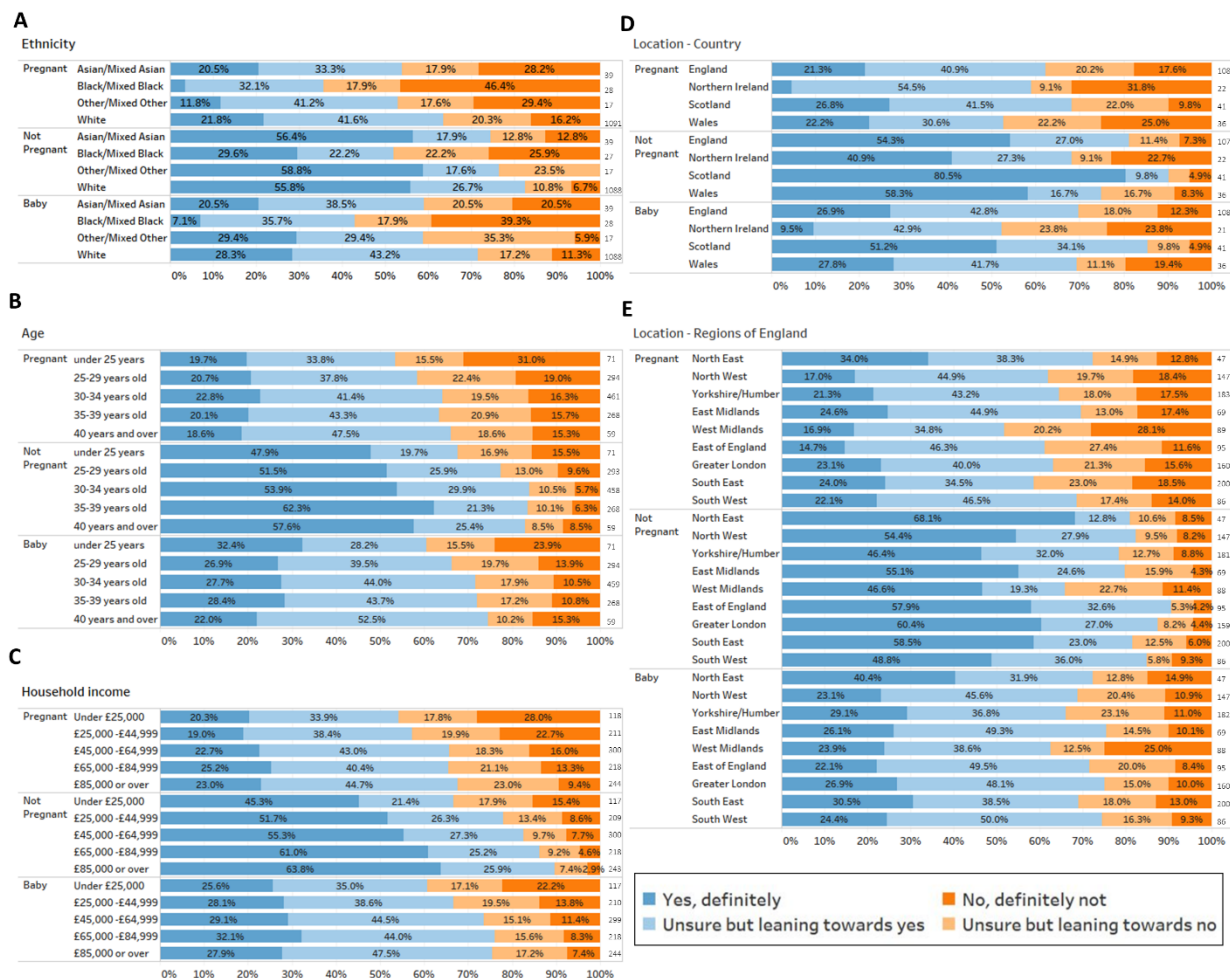 A
Ethnicity
Pregnant Asian/Mixed Asian 20.5% 33.3% 17.9% 28.2% 39
Black/Mixed Black 32.1% 17.9% 46.4% 28
Other/Mixed Other 11.8% 41.2% 17.6% 29.4% 17
White 21.8% 41.6% 20.3% 16.2% 1091
Not Pregnant Asian/Mixed Asian 56.4% 17.9% 12.8% 12.8% 39
Black/Mixed Black 29.6% 22.2% 22.2% 25.9% 27
Other/Mixed Other 58.8% 17.6% 23.5% 17
White 55.8% 26.7% 10.8% 6.7% 1088
Baby Asian/Mixed Asian 20.5% 38.5% 20.5% 20.5% 39
Black/Mixed Black 7.1% 35.7% 17.9% 39.3% 28
Other/Mixed Other 29.4% 29.4% 35.3% 5.9% 17
White 28.3% 43.2% 17.2% 11.3% 1088
0% 10% 20% 30% 40% 50% 60% 70% 80% 90% 100%
B
Age
Pregnant under 25 years 19.7% 33.8% 15.5% 31.0% 71
25-29 years old 20.7% 37.8% 22.4% 19.0% 294
30-34 years old 22.8% 41.4% 19.5% 16.3% 461
35-39 years old 20.1% 43.3% 20.9% 15.7% 268
40 years and over 18.6% 47.5% 18.6% 15.3% 59
Not Pregnant under 25 years 47.9% 19.7% 16.9% 15.5% 71
25-29 years old 51.5% 25.9% 13.0% 9.6% 293
30-34 years old 53.9% 29.9% 10.5% 5.7% 458
35-39 years old 62.3% 21.3% 10.1% 6.3% 268
40 years and over 57.6% 25.4% 8.5% 8.5% 59
Baby under 25 years 32.4% 28.2% 15.5% 23.9% 71
25-29 years old 26.9% 39.5% 19.7% 13.9% 294
30-34 years old 27.7% 44.0% 17.9% 10.5% 459
35-39 years old 28.4% 43.7% 17.2% 10.8% 268
40 years and over 22.0% 52.5% 10.2% 15.3% 59
0% 10% 20% 30% 40% 50% 60% 70% 80% 90% 100%
C
Household income
Pregnant Under £25,000 20.3% 33.9% 17.8% 28.0% 118
£25,000 -£44,999 19.0% 38.4% 19.9% 22.7% 211
£45,000 -£64,999 22.7% 43.0% 18.3% 16.0% 300
£65,000 -£84,999 25.2% 40.4% 21.1% 13.3% 218
£85,000 or over 23.0% 44.7% 23.0% 9.4% 244
Not Pregnant Under £25,000 45.3% 21.4% 17.9% 15.4% 117
£25,000 -£44,999 51.7% 26.3% 13.4% 8.6% 209
£45,000 -£64,999 55.3% 27.3% 9.7% 7.7% 300
£65,000 -£84,999 61.0% 25.2% 9.2% 4.6% 218
£85,000 or over 63.8% 25.9% 7.4% 2.9% 243
Baby Under £25,000 25.6% 35.0% 17.1% 22.2% 117
£25,000 -£44,999 28.1% 38.6% 19.5% 13.8% 210
£45,000 -£64,999 29.1% 44.5% 15.1% 11.4% 299
£65,000 -£84,999 32.1% 44.0% 15.6% 8.3% 218
£85,000 or over 27.9% 47.5% 17.2% 7.4% 244
0% 10% 20% 30% 40% 50% 60% 70% 80% 90% 100%
D
Location - Country
Pregnant England 21.3% 40.9% 20.2% 17.6% 108
Northern Ireland 54.5% 9.1% 31.8% 22
Scotland 26.8% 41.5% 22.0% 9.8% 41
Wales 22.2% 30.6% 22.2% 25.0% 36
Not Pregnant England 54.3% 27.0% 11.4% 7.3% 107
Northern Ireland 40.9% 27.3% 9.1% 22.7% 22
Scotland 80.5% 9.8% 4.9% 41
Wales 58.3% 16.7% 16.7% 8.3% 36
Baby England 26.9% 42.8% 18.0% 12.3% 108
Northern Ireland 9.5% 42.9% 23.8% 23.8% 21
Scotland 51.2% 34.1% 9.8% 4.9% 41
Wales 27.8% 41.7% 11.1% 19.4% 36
0% 10% 20% 30% 40% 50% 60% 70% 80% 90% 100%
E
Location - Regions of England
Pregnant North East 34.0% 38.3% 14.9% 12.8% 47
North West 17.0% 44.9% 19.7% 18.4% 147
Yorkshire/Humber 21.3% 43.2% 18.0% 17.5% 183
East Midlands 24.6% 44.9% 13.0% 17.4% 69
West Midlands 16.9% 34.8% 20.2% 28.1% 89
East of England 14.7% 46.3% 27.4% 11.6% 95
Greater London 23.1% 40.0% 21.3% 15.6% 160
South East 24.0% 34.5% 23.0% 18.5% 200
South West 22.1% 46.5% 17.4% 14.0% 86
Not Pregnant North East 68.1% 12.8% 10.6% 8.5% 47
North West 54.4% 27.9% 9.5% 8.2% 147
Yorkshire/Humber 46.4% 32.0% 12.7% 8.8% 181
East Midlands 55.1% 24.6% 15.9% 4.3% 69
West Midlands 46.6% 19.3% 22.7% 11.4% 88
East of England 57.9% 32.6% 5.3% 4.2% 95
Greater London 60.4% 27.0% 8.2% 4.4% 159
South East 58.5% 23.0% 12.5% 6.0% 200
South West 48.8% 36.0% 5.8% 9.3% 86
Baby North East 40.4% 31.9% 12.8% 14.9% 47
North West 23.1% 45.6% 20.4% 10.9% 147
Yorkshire/Humber 29.1% 36.8% 23.1% 11.0% 182
East Midlands 26.1% 49.3% 14.5% 10.1% 69
West Midlands 23.9% 38.6% 12.5% 25.0% 88
East of England 22.1% 49.5% 20.0% 8.4% 95
Greater London 26.9% 48.1% 15.0% 10.0% 160
South East 30.5% 38.5% 18.0% 13.0% 200
South West 24.4% 50.0% 16.3% 9.3% 86
0% 10% 20% 30% 40% 50% 60% 70% 80% 90% 100%
Yes, definitely
No, definitely not
Unsure but leaning towards yes
Unsure but leaning towards no